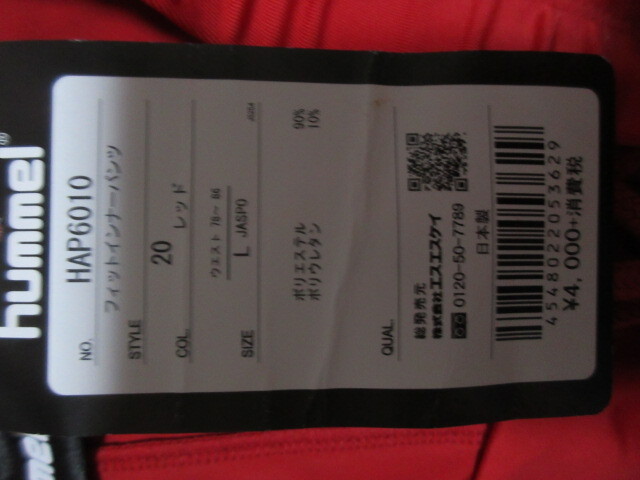 hummel®
NO. HAP6010
フィットインナーパンツ
STYLE
20 レッド
COL.
ウエスト 78～ 86
L JASPO
SIZE
ポリエステル 90%
ポリウレタン 10%
QUAL.
総発売元
株式会社エスエスケイ
0120-50-7789
日本製
4548022053629
¥4,000+消費税